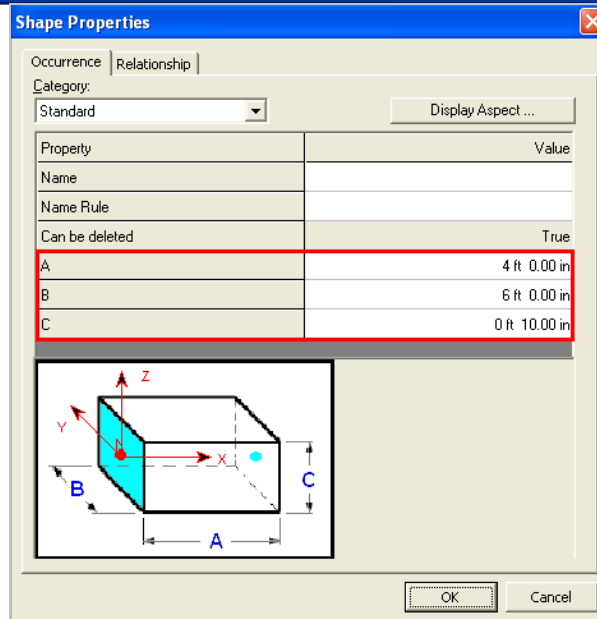 Shape Properties
Occurrence Relationship
Category:
Standard Display Aspect ...
Property Value
Name
Name Rule
Can be deleted True
A 4 ft 0.00 in
B 6 ft 0.00 in
C 0 ft 10.00 in
Z
Y
X
B
C
A
OK Cancel